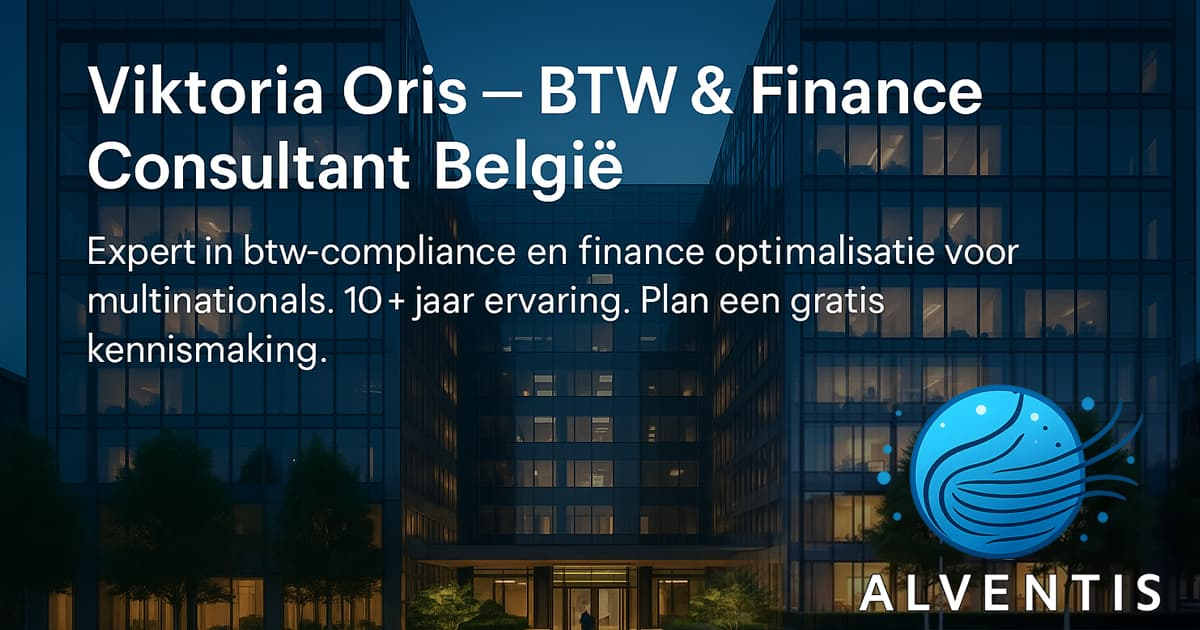 Viktoria Oris – BTW & Finance
Consultant België
Expert in btw-compliance en finance optimalisatie voor
multinationals. 10+ jaar ervaring. Plan een gratis
kennismaking.
ALVENTIS